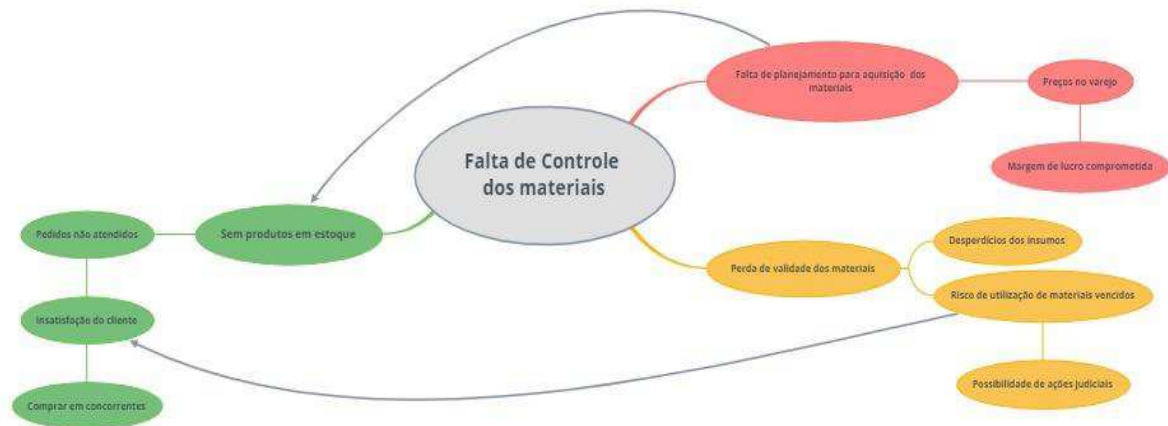 Falta de Controle
dos materiais
Falta de planejamento para aquisição dos
materiais
Preços no varejo
Margem de lucro comprometida
Sem produtos em estoque
Pedidos não atendidos
Insatisfação do cliente
Comprar em concorrentes
Perda de validade dos materiais
Desperdícios dos insumos
Risco de utilização de materiais vencidos
Possibilidade de ações judiciais